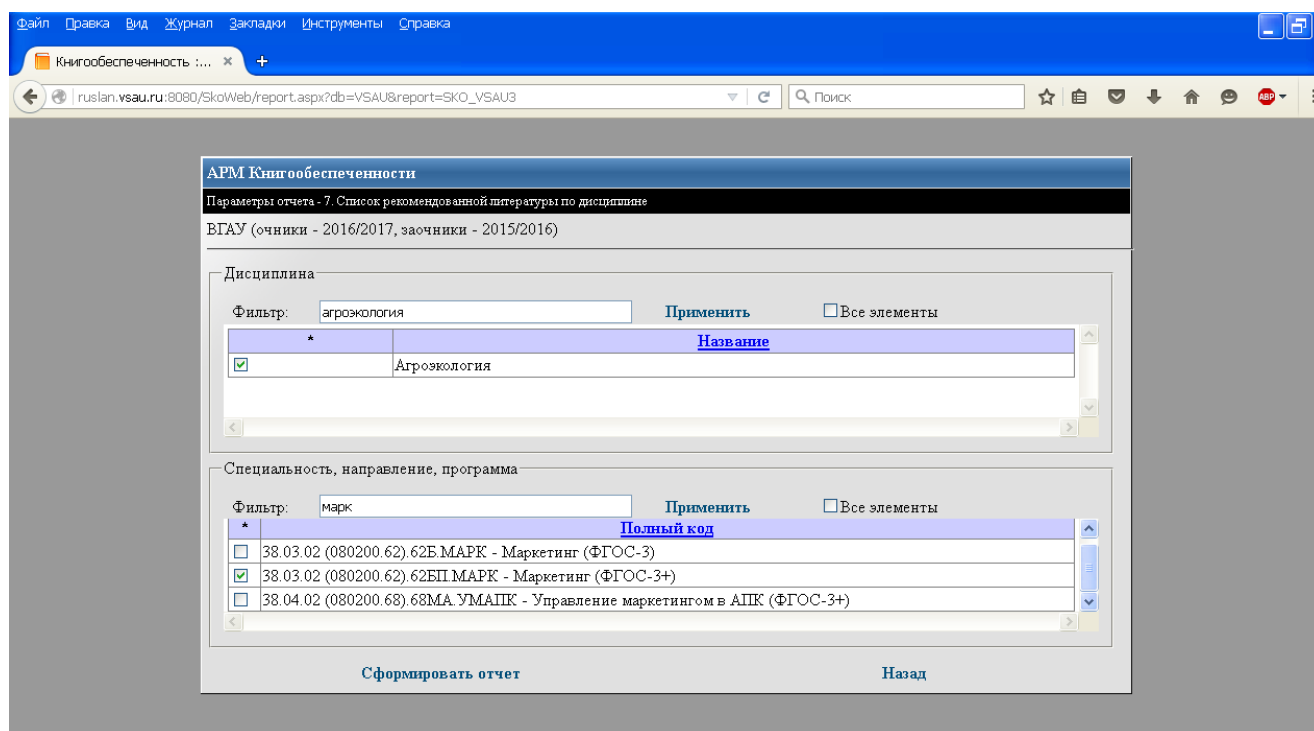 Файл Правка Вид Журнал Закладки Инструменты Справка
Книгообеспеченность :... × +
ruslan.vsau.ru:8080/SkoWeb/report.aspx?db=VSAU&report=SKO_VSAU3 Поиск ABP
АРМ Книгообеспеченности
Параметры отчета - 7. Список рекомендованной литературы по дисциплине
ВГАУ (очники - 2016/2017, заочники - 2015/2016)
Дисциплина
Фильтр: агроэкология Применить Все элементы
* Название
Агроэкология
Специальность, направление, программа
Фильтр: марк Применить Все элементы
* Полный код
38.03.02 (080200.62).62Б.МАРК - Маркетинг (ФГОС-3)
38.03.02 (080200.62).62БП.МАРК - Маркетинг (ФГОС-3+)
38.04.02 (080200.68).68МА.УМАПК - Управление маркетингом в АПК (ФГОС-3+)
Сформировать отчет Назад